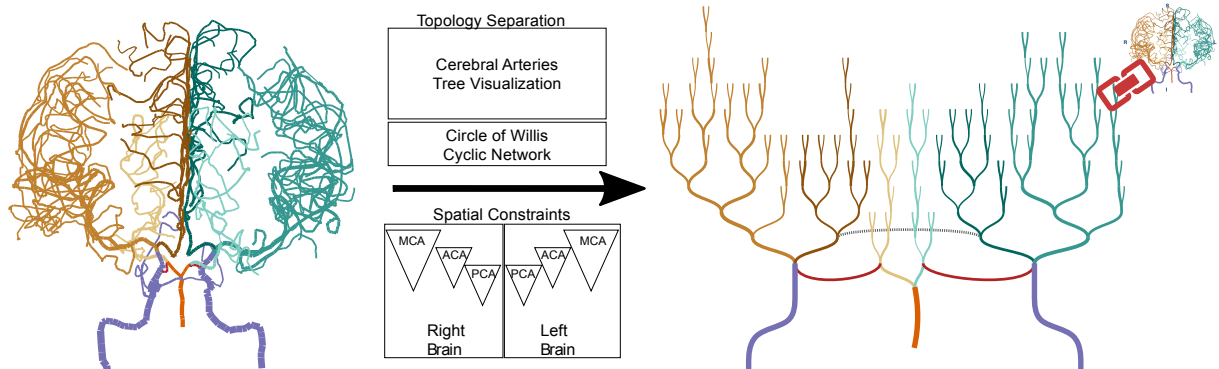 Topology Separation
Cerebral Arteries
Tree Visualization
Circle of Willis
Cyclic Network
Spatial Constraints
MCA
ACA
PCA
PCA
ACA
MCA
Right
Brain
Left
Brain